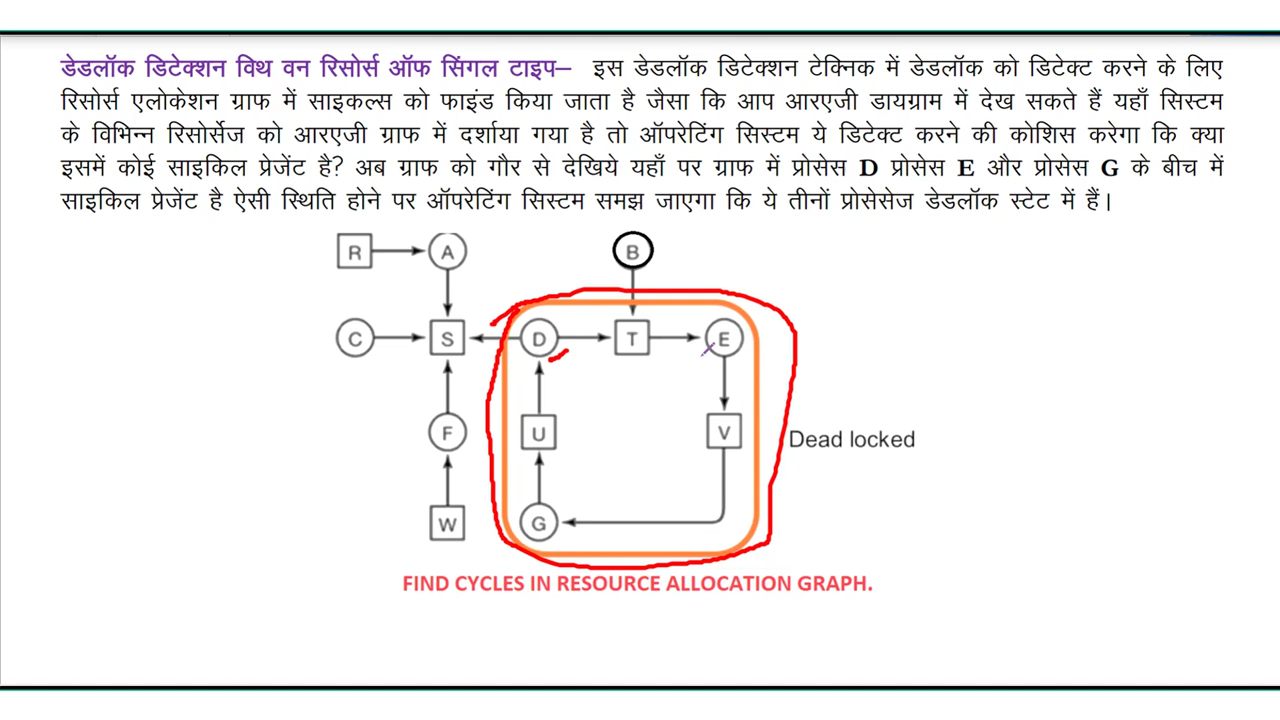 डेडलॉक डिटेक्शन विथ वन रिसोर्स ऑफ सिंगल टाइप– इस डेडलॉक डिटेक्शन टेक्निक में डेडलॉक को डिटेक्ट करने के लिए
रिसोर्स एलोकेशन ग्राफ में साइकल्स को फाइंड किया जाता है जैसा कि आप आरएजी डायग्राम में देख सकते हैं यहाँ सिस्टम
के विभिन्न रिसोर्सेज को आरएजी ग्राफ में दर्शाया गया है तो ऑपरेटिंग सिस्टम ये डिटेक्ट करने की कोशिस करेगा कि क्या
इसमें कोई साइकिल प्रेजेंट है? अब ग्राफ को गौर से देखिये यहाँ पर ग्राफ में प्रोसेस D प्रोसेस E और प्रोसेस G के बीच में
साइकिल प्रेजेंट है ऐसी स्थिति होने पर ऑपरेटिंग सिस्टम समझ जाएगा कि ये तीनों प्रोसेसेज डेडलॉक स्टेट में हैं।
R A B
C S D T E
F U V
Dead locked
W G
FIND CYCLES IN RESOURCE ALLOCATION GRAPH.